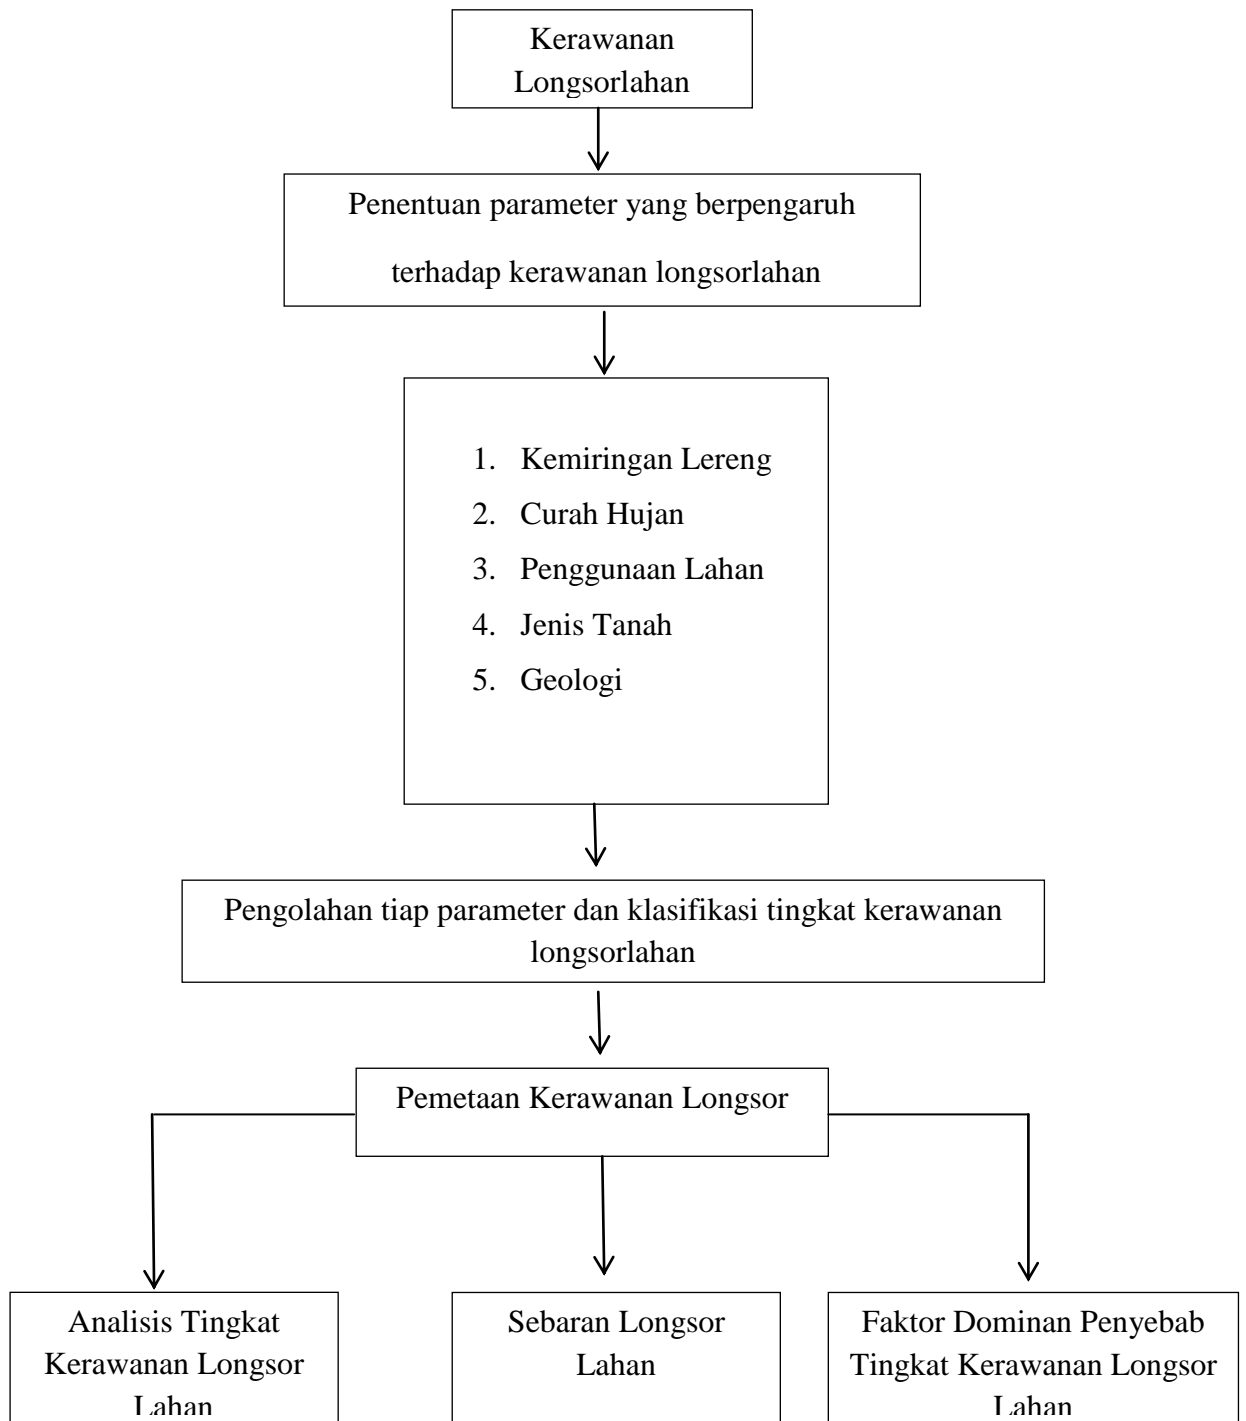 Kerawanan
Longsorlahan
Penentuan parameter yang berpengaruh
terhadap kerawanan longsorlahan
1. Kemiringan Lereng
2. Curah Hujan
3. Penggunaan Lahan
4. Jenis Tanah
5. Geologi
Pengolahan tiap parameter dan klasifikasi tingkat kerawanan
longsorlahan
Pemetaan Kerawanan Longsor
Analisis Tingkat
Kerawanan Longsor
Lahan
Sebaran Longsor
Lahan
Faktor Dominan Penyebab
Tingkat Kerawanan Longsor
Lahan